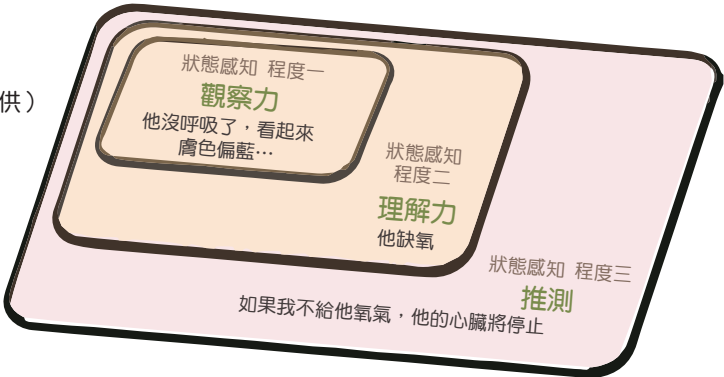 供）
狀態感知 程度一
觀察力
他沒呼吸了，看起來
膚色偏藍…
狀態感知
程度二
理解力
他缺氧
狀態感知 程度三
推測
如果我不給他氧氣，他的心臟將停止